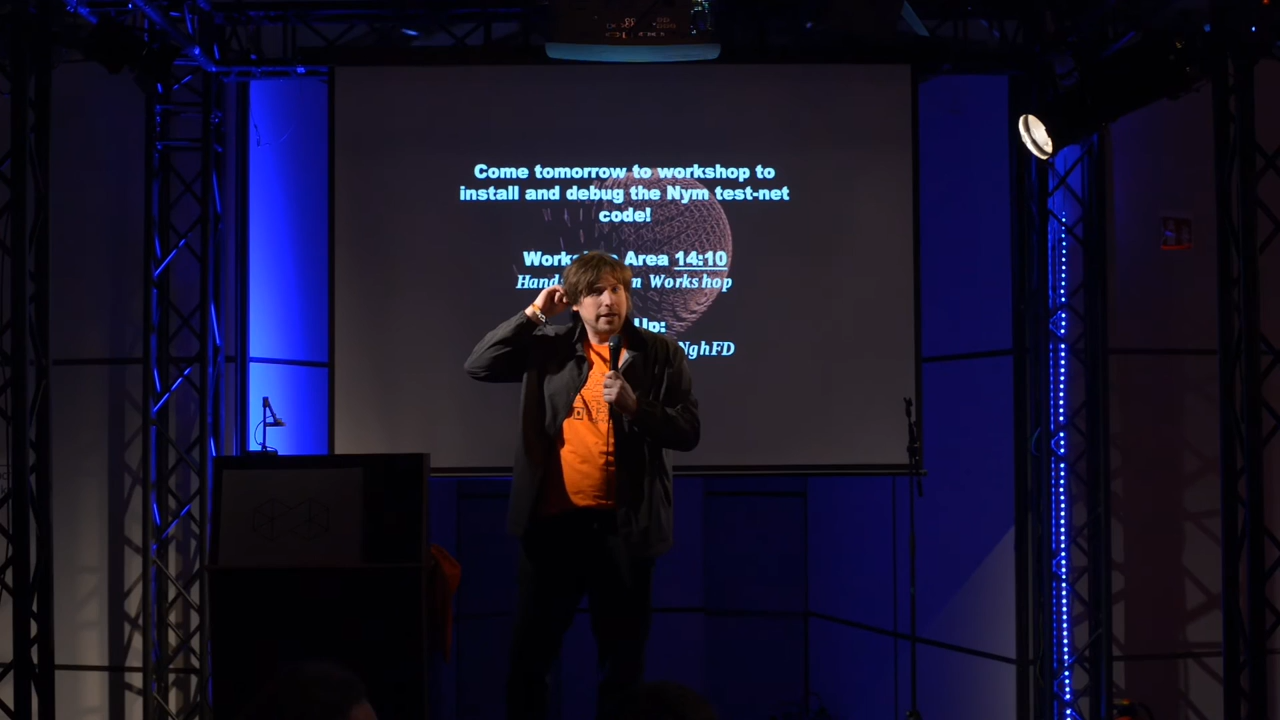 Come tomorrow to workshop to
install and debug the Nym test-net
code!
Area 14:10
Workshop
Up:
NghFD